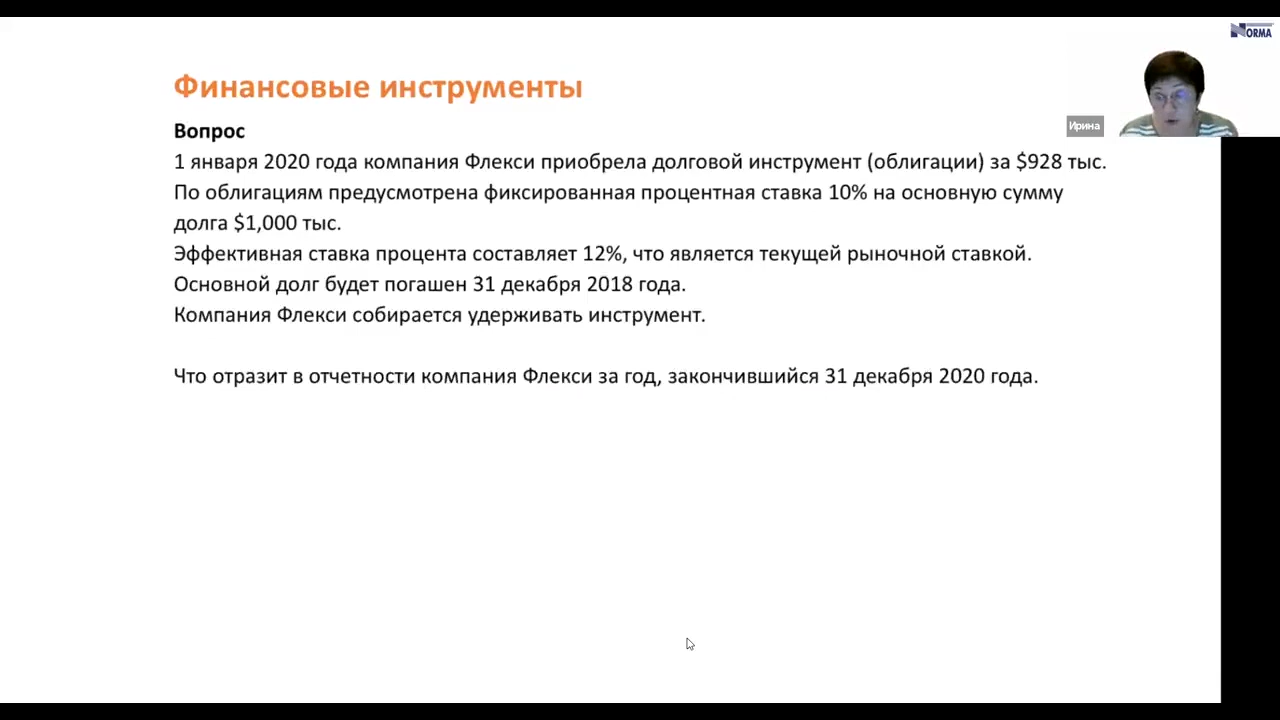 NORMA
Финансовые инструменты
Ирина
Вопрос
1 января 2020 года компания Флекси приобрела долговой инструмент (облигации) за $928 тыс.
По облигациям предусмотрена фиксированная процентная ставка 10% на основную сумму
долга $1,000 тыс.
Эффективная ставка процента составляет 12%, что является текущей рыночной ставкой.
Основной долг будет погашен 31 декабря 2018 года.
Компания Флекси собирается удерживать инструмент.
Что отразит в отчетности компания Флекси за год, закончившийся 31 декабря 2020 года.